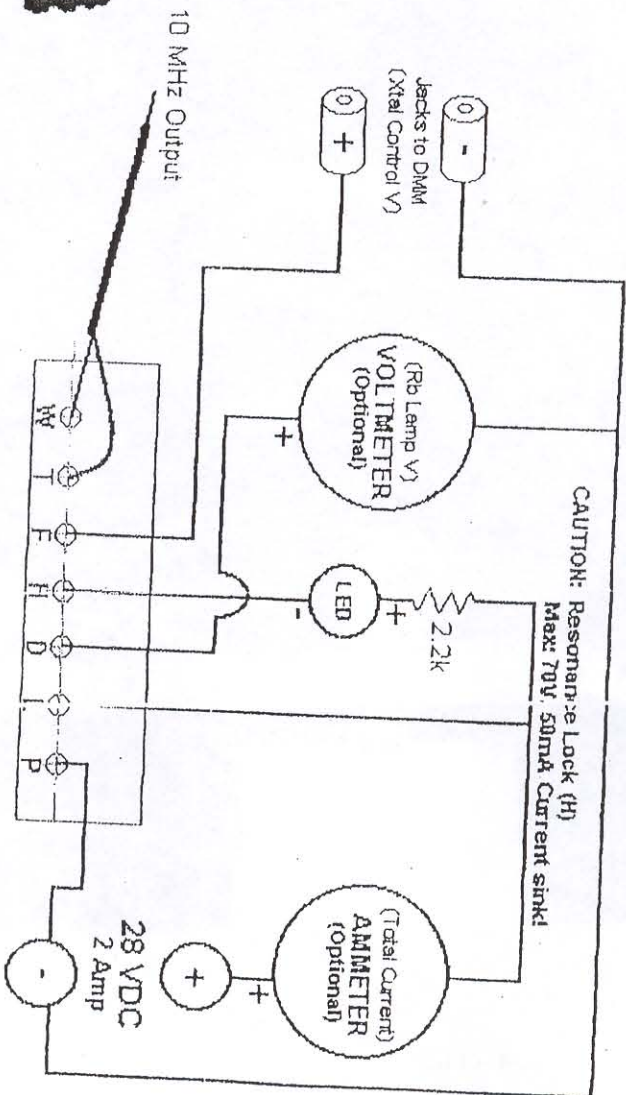 10 MHz Output
Jacks to DMM
(Xtal Control V)
-
+
(Rb Lamp V)
VOLTMETER
(Optional)
+
CAUTION: Resonance Lock (H)
Max: 70V, 50mA Current sink!
LED
+
-
2.2k
(Total Current)
AMMETER
(Optional)
+
+
28 VDC
2 Amp
-
W T F H D I P